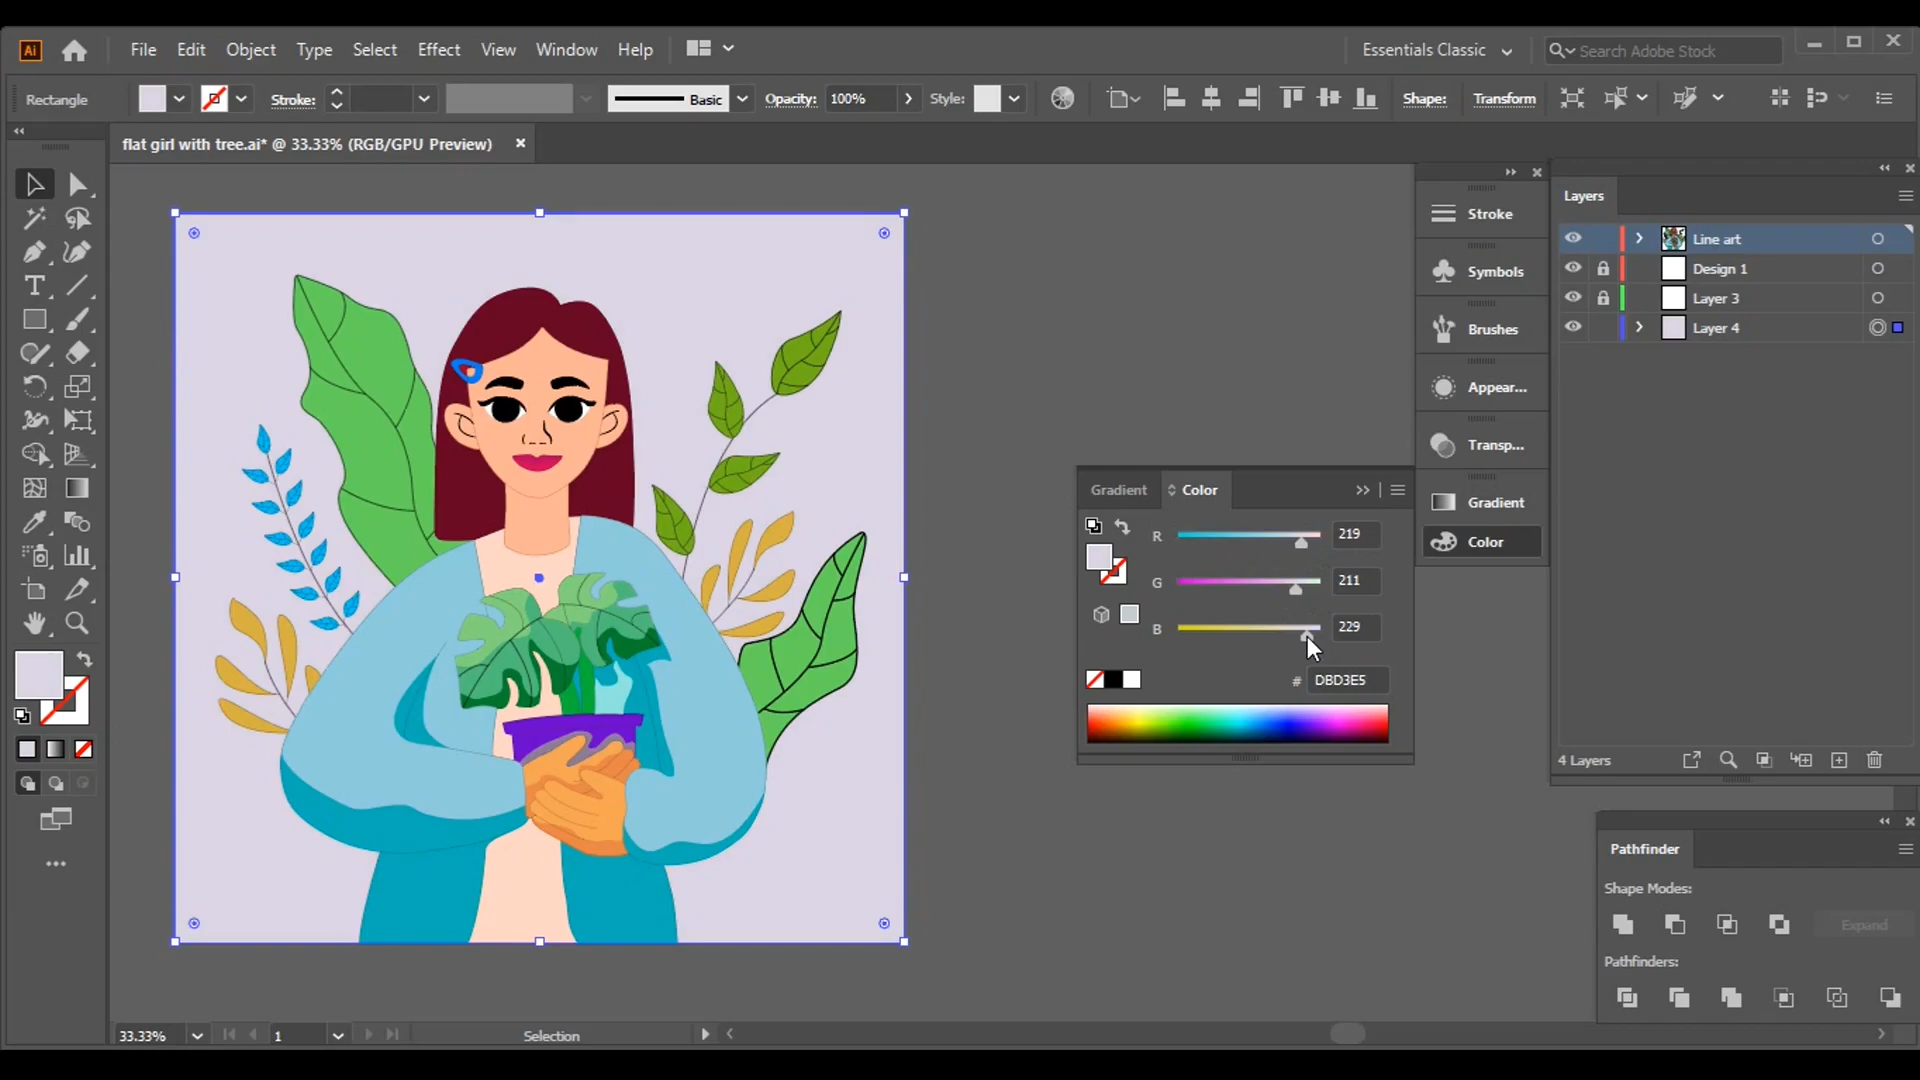 Ai File Edit Object Type Select Effect View Window Help Essentials Classic Search Adobe Stock
Rectangle Stroke: Basic Opacity: 100% Style: Shape: Transform
flat girl with tree.ai* @ 33.33% (RGB/GPU Preview)
Layers
Stroke
Line art
Design 1
Symbols
Layer 3
Brushes
Layer 4
Appear...
Transp...
Gradient Color
Gradient
R 219
Color
G 211
B 229
# DBD3E5
4 Layers
Pathfinder
Shape Modes:
Expand
Pathfinders:
33.33% 1 Selection